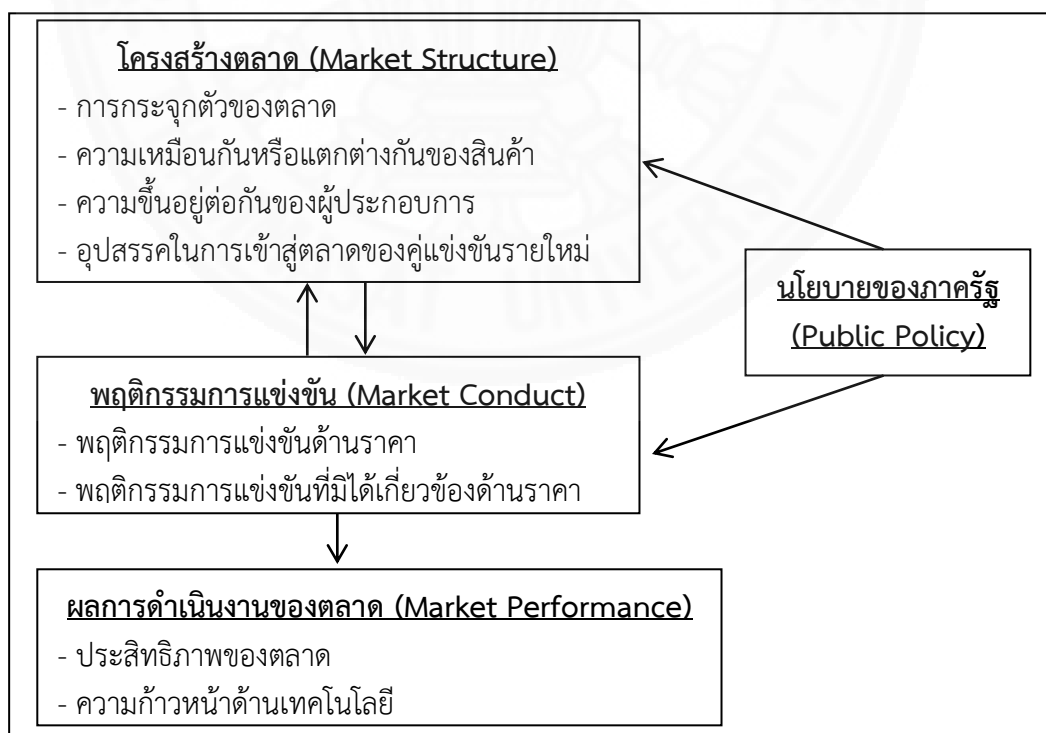 โครงสร้างตลาด (Market Structure)
- การกระจุกตัวของตลาด
- ความเหมือนกันหรือแตกต่างกันของสินค้า
- ความขึ้นอยู่ต่อกันของผู้ประกอบการ
- อุปสรรคในการเข้าสู่ตลาดของคู่แข่งขันรายใหม่
นโยบายของภาครัฐ
(Public Policy)
พฤติกรรมการแข่งขัน (Market Conduct)
- พฤติกรรมการแข่งขันด้านราคา
- พฤติกรรมการแข่งขันที่มิได้เกี่ยวข้องด้านราคา
ผลการดำเนินงานของตลาด (Market Performance)
- ประสิทธิภาพของตลาด
- ความก้าวหน้าด้านเทคโนโลยี